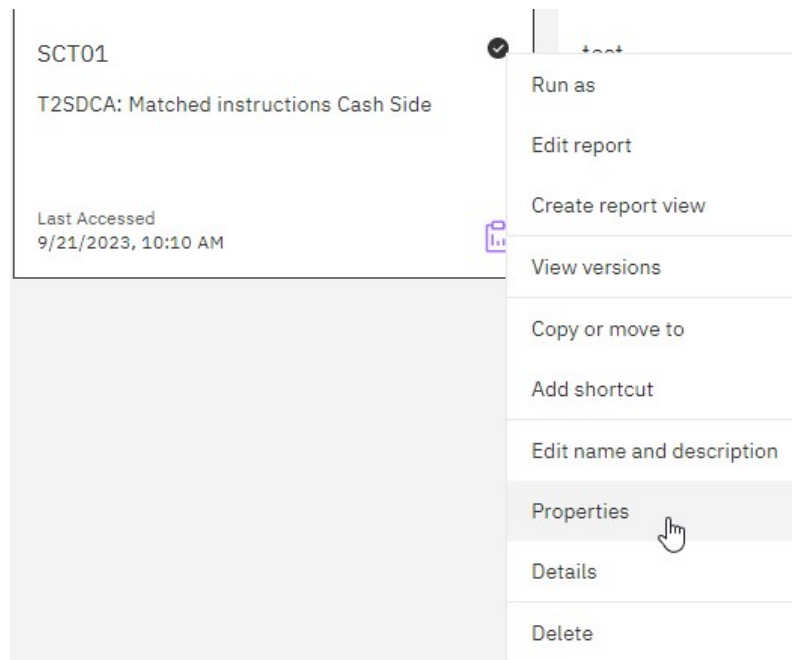 SCT01
T2SDCA: Matched instructions Cash Side
Last Accessed
9/21/2023, 10:10 AM
Run as
Edit report
Create report view
View versions
Copy or move to
Add shortcut
Edit name and description
Properties
Details
Delete